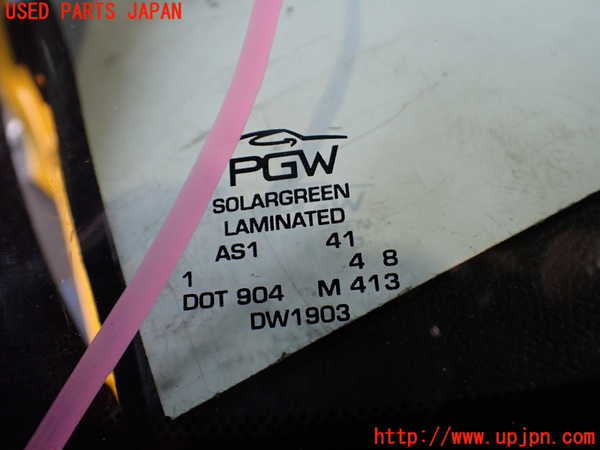 USED PARTS JAPAN
PGW
SOLARGREEN
LAMINATED
AS1 41
1 4 8
DOT 904 M 413
DW1903
http://www.upjpn.com/